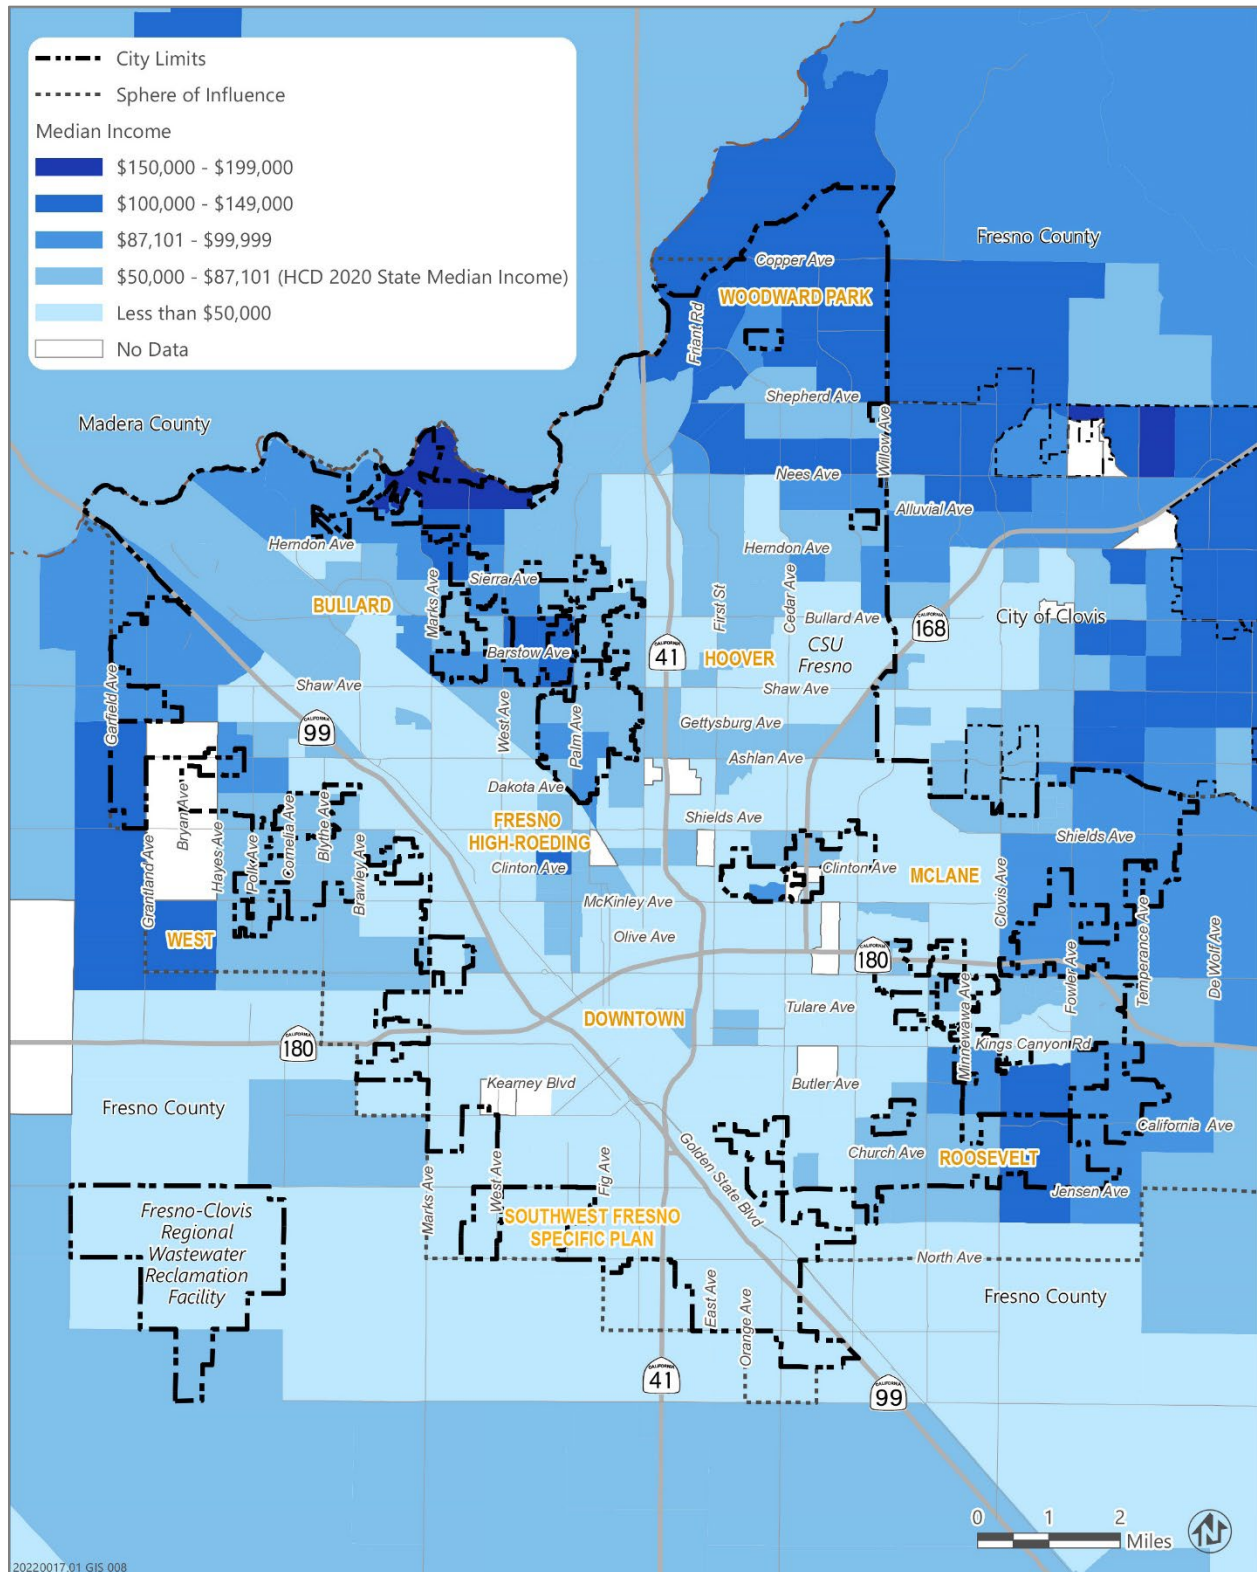 City Limits
Sphere of Influence
Median Income
$150,000 - $199,000
$100,000 - $149,000
$87,101 - $99,999
$50,000 - $87,101 (HCD 2020 State Median Income)
Less than $50,000
No Data
Fresno County
Copper Ave
WOODWARD PARK
Friant Rd
Shepherd Ave
Madera County
Willow Ave
Nees Ave
Alluvial Ave
Herndon Ave
Herndon Ave
Sierra Ave
BULLARD
Marks Ave
First St
Cedar Ave
Bullard Ave
CALIFORNIA
168
City of Clovis
Barstow Ave
CALIFORNIA
41
HOOVER
CSU
Fresno
Shaw Ave
Shaw Ave
Garfield Ave
CALIFORNIA
99
West Ave
Palm Ave
Gettysburg Ave
Ashlan Ave
Dakota Ave
Bryan Ave
Shields Ave
Shields Ave
FRESNO
HIGH-ROEDING
Grantland Ave
Hayes Ave
Polk Ave
Cornelia Ave
Blythe Ave
Brawley Ave
Clinton Ave
Clinton Ave
MCLANE
Clovis Ave
McKinley Ave
WEST
Olive Ave
CALIFORNIA
180
Fowler Ave
Temperance Ave
De Wolf Ave
DOWNTOWN
Tulare Ave
Minnewawa Ave
CALIFORNIA
180
Kings Canyon Rd
Kearney Blvd
Butler Ave
Fresno County
California Ave
Golden State Blvd
Church Ave
ROOSEVELT
Marks Ave
West Ave
Fig Ave
Jensen Ave
Fresno-Clovis
Regional
Wastewater
Reclamation
Facility
SOUTHWEST FRESNO
SPECIFIC PLAN
North Ave
East Ave
Orange Ave
Fresno County
CALIFORNIA
41
CALIFORNIA
99
0 1 2
Miles
N
20220017.01 GIS 008